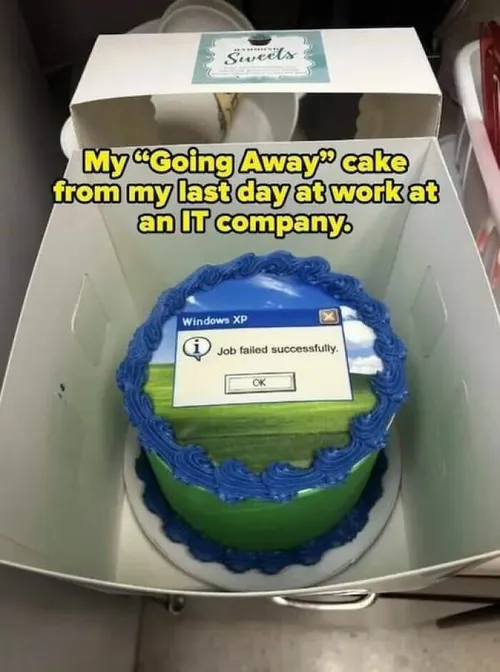 Sweets
My “Going Away” cake
from my last day at work at
an IT company.
Windows XP
Job failed successfully.
OK